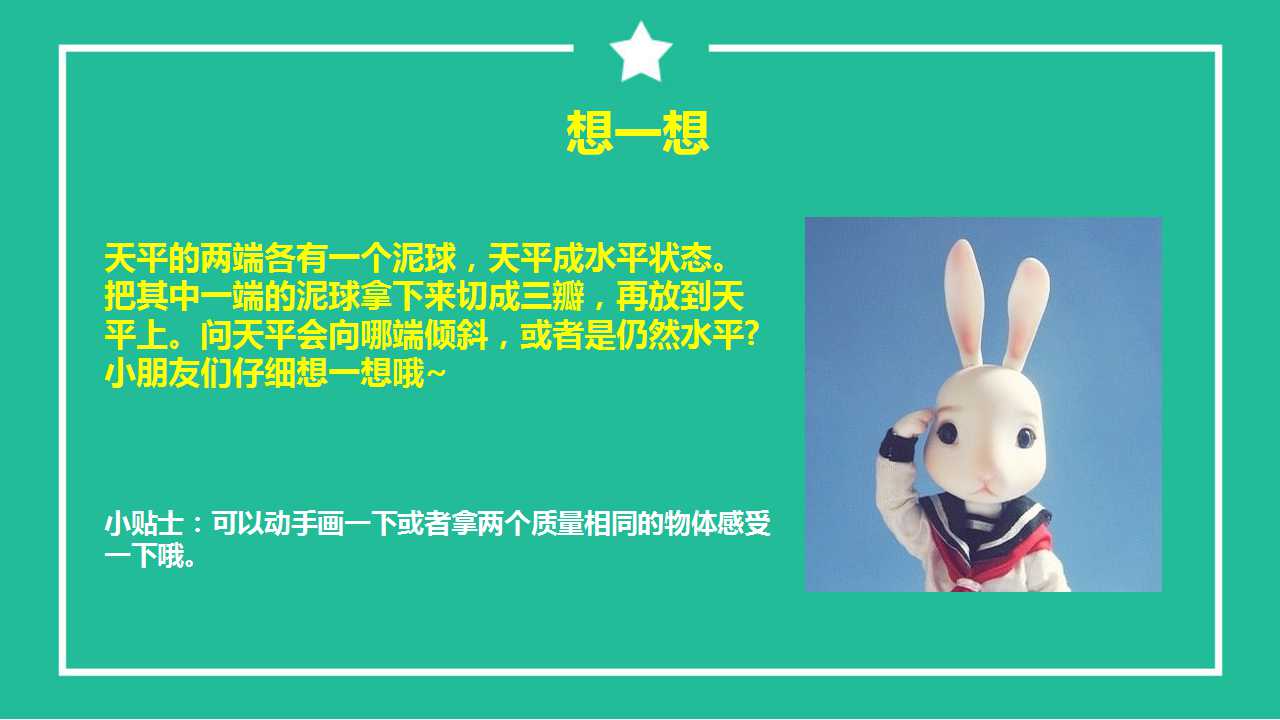 想一想
天平的两端各有一个泥球，天平成水平状态。
把其中一端的泥球拿下来切成三瓣，再放到天
平上。问天平会向哪端倾斜，或者是仍然水平?
小朋友们仔细想一想哦~
小贴士：可以动手画一下或者拿两个质量相同的物体感受
一下哦。